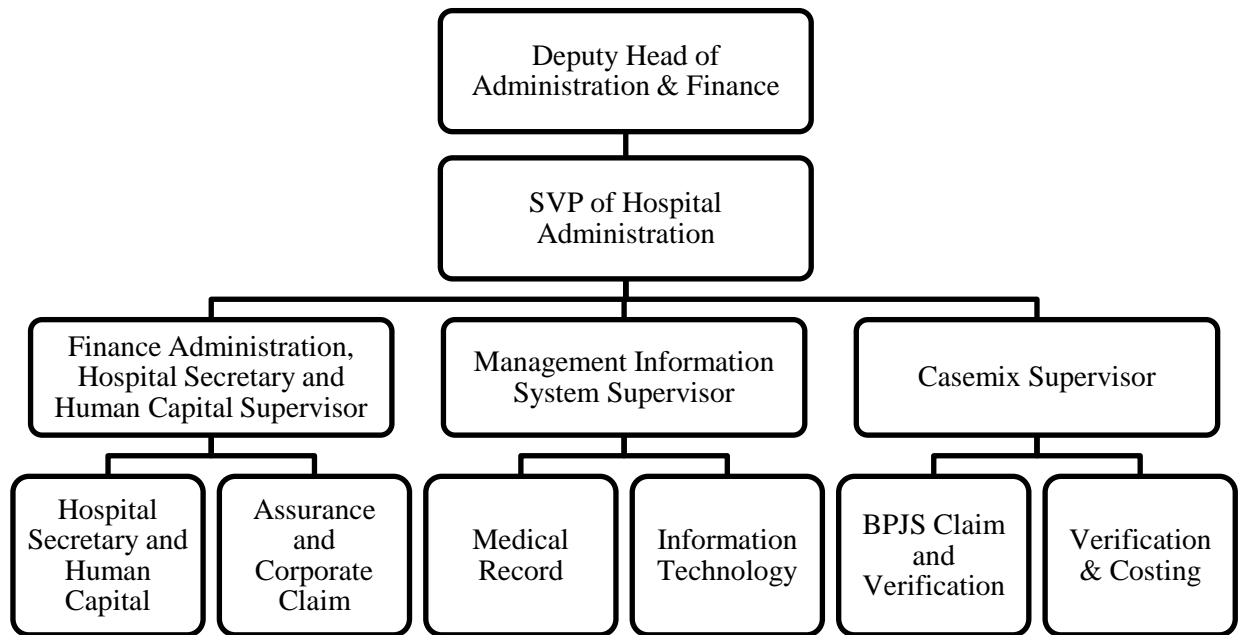 Deputy Head of
Administration & Finance
SVP of Hospital
Administration
Finance Administration,
Hospital Secretary and
Human Capital Supervisor
Management Information
System Supervisor
Casemix Supervisor
Hospital
Secretary and
Human
Capital
Assurance
and
Corporate
Claim
Medical
Record
Information
Technology
BPJS Claim
and
Verification
Verification
& Costing